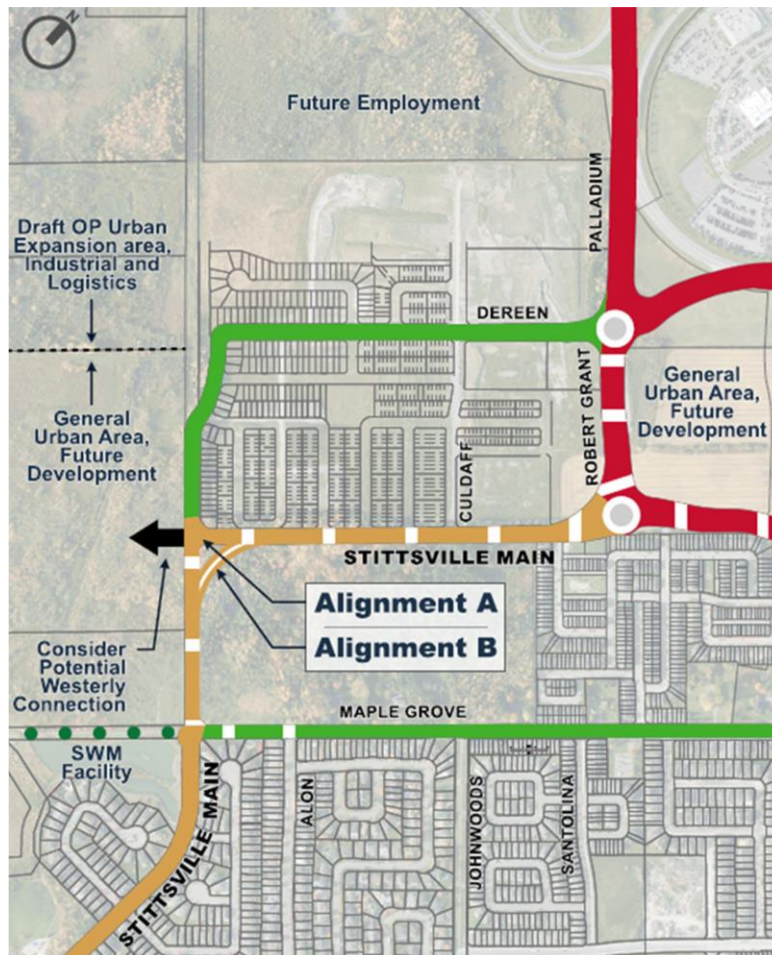 N
Future Employment
PALLADIUM
Draft OP Urban
Expansion area,
Industrial and
Logistics
DEREEN
ROBERT GRANT
General
Urban Area,
Future
Development
General
Urban Area,
Future
Development
CULDAFF
STITTSVILLE MAIN
Alignment A
Alignment B
Consider
Potential
Westerly
Connection
MAPLE GROVE
SWM
Facility
STITTSVILLE MAIN
ALON
JOHNWOODS
SANTOLINA